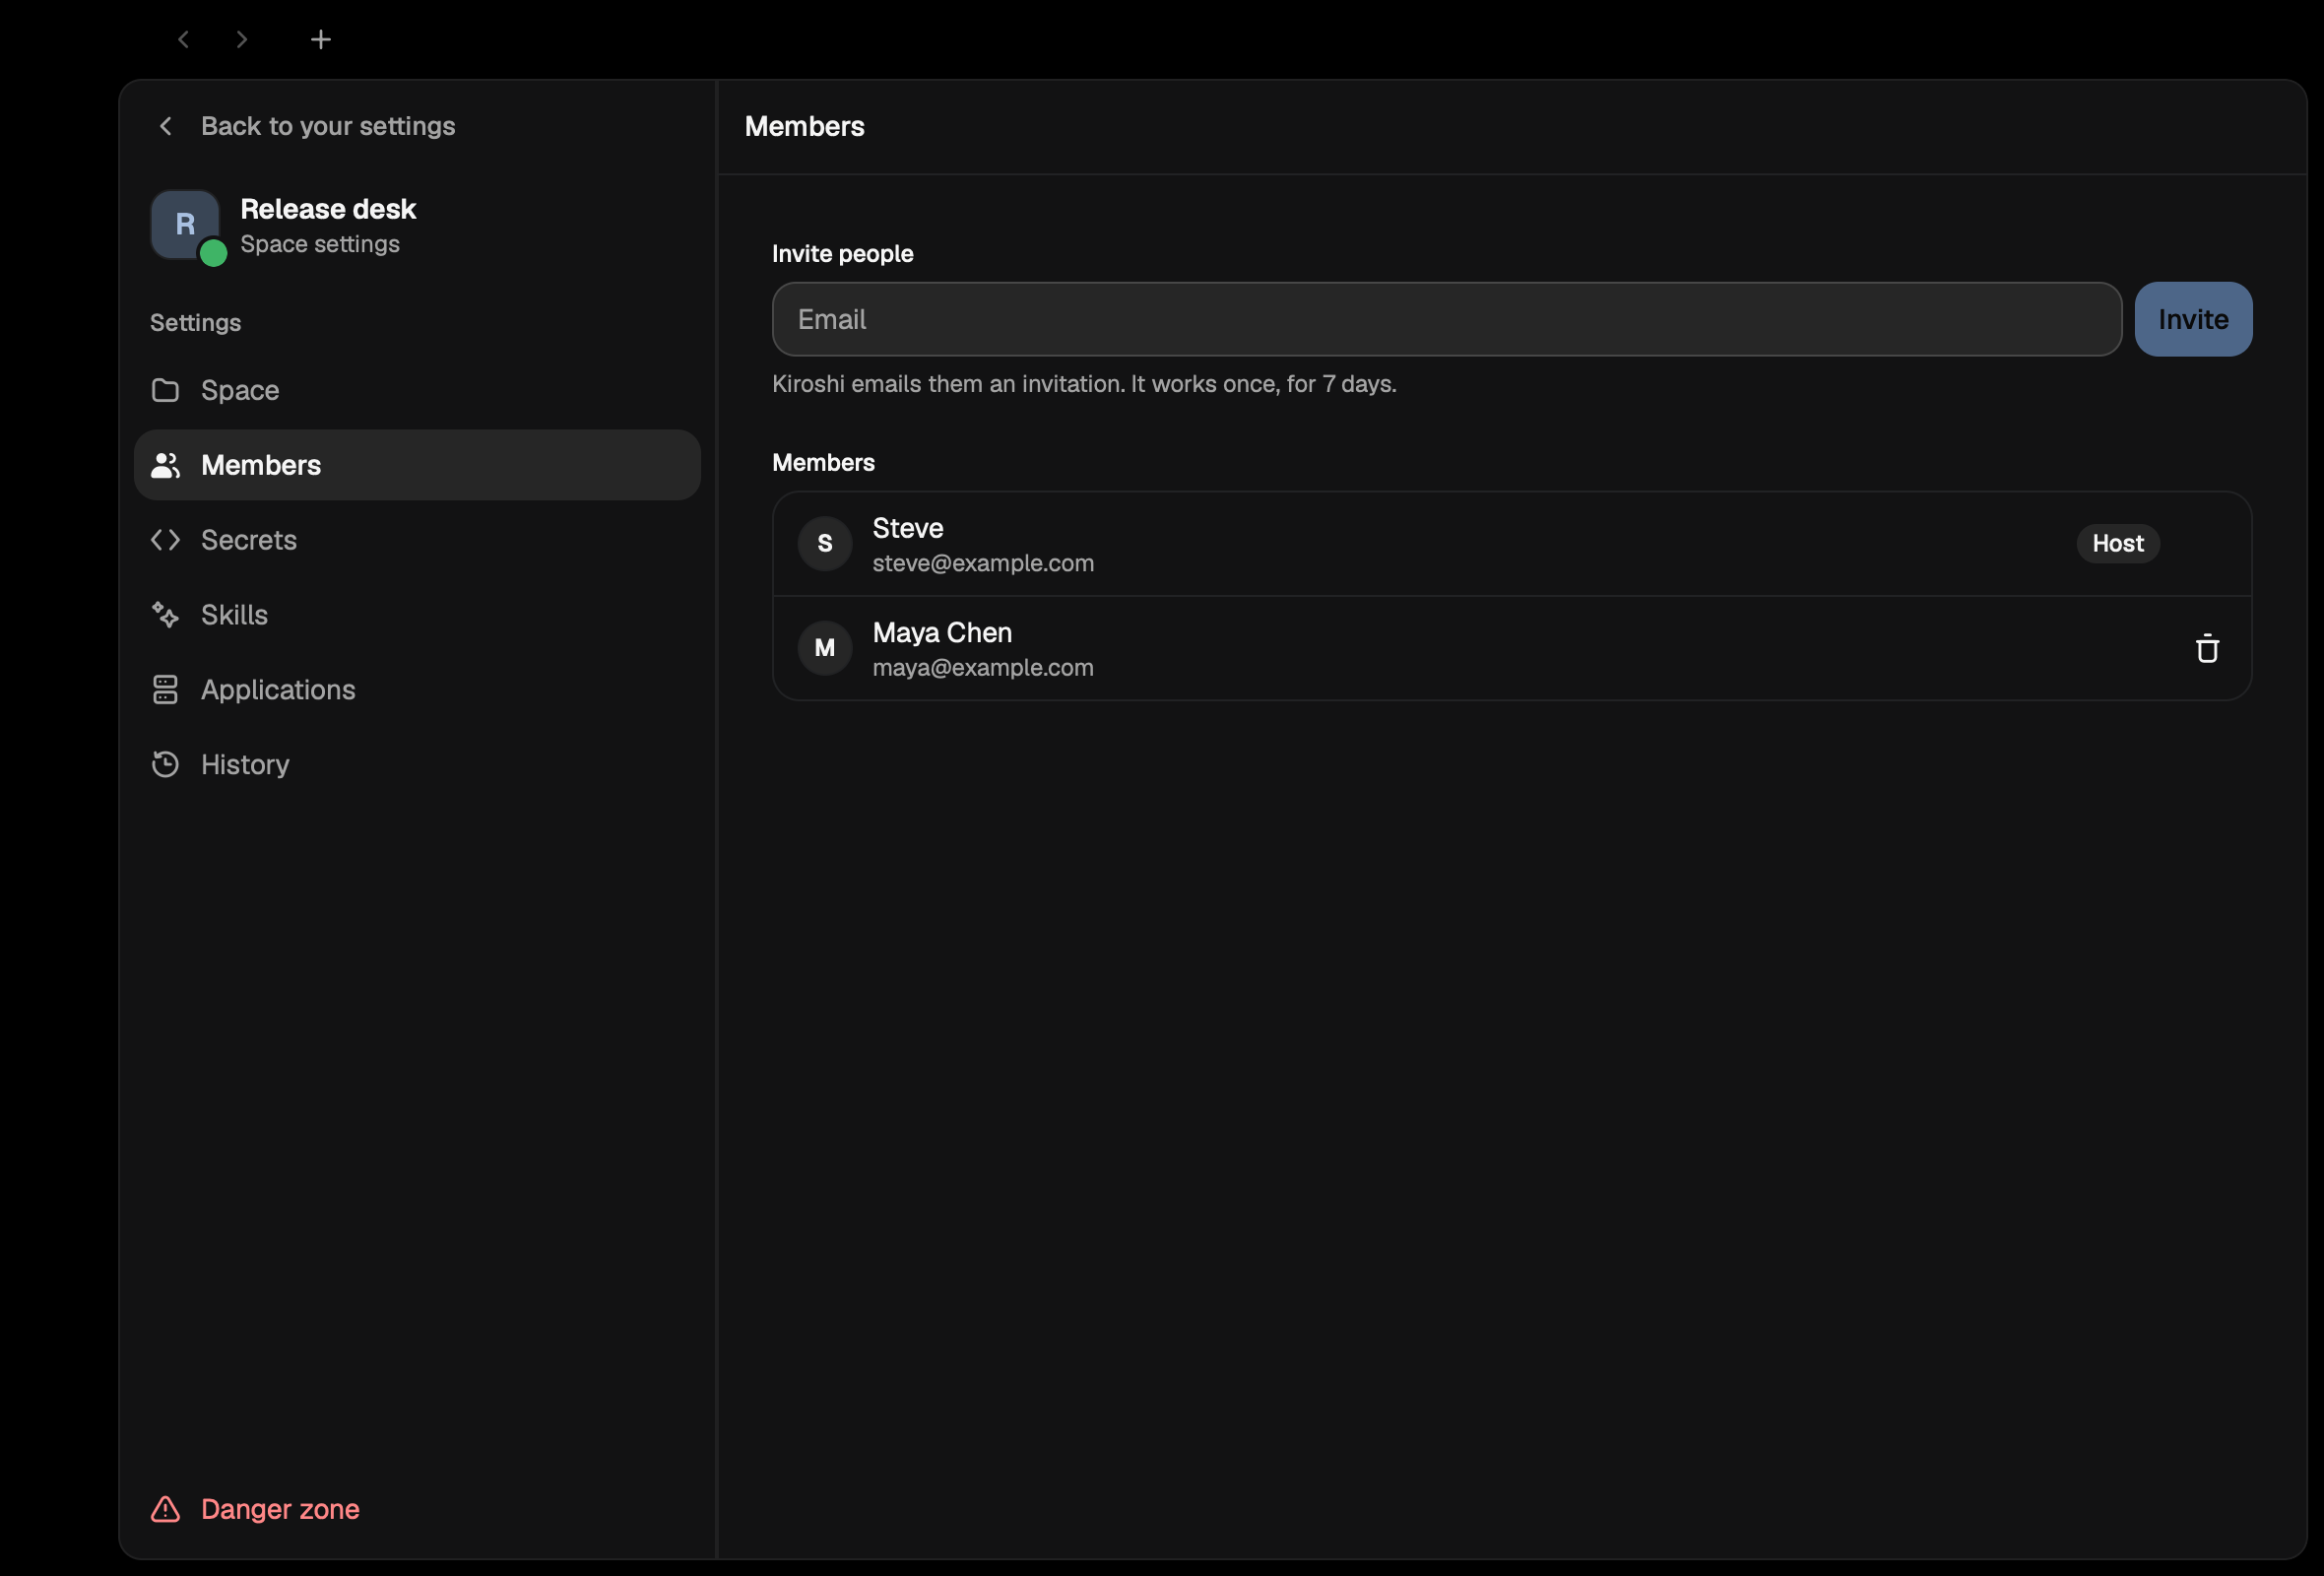 Back to your settings
R
Release desk
Space settings
Settings
Space
Members
Secrets
Skills
Applications
History
Danger zone
Members
Invite people
Email
Invite
Kiroshi emails them an invitation. It works once, for 7 days.
Members
S
Steve
steve@example.com
Host
M
Maya Chen
maya@example.com